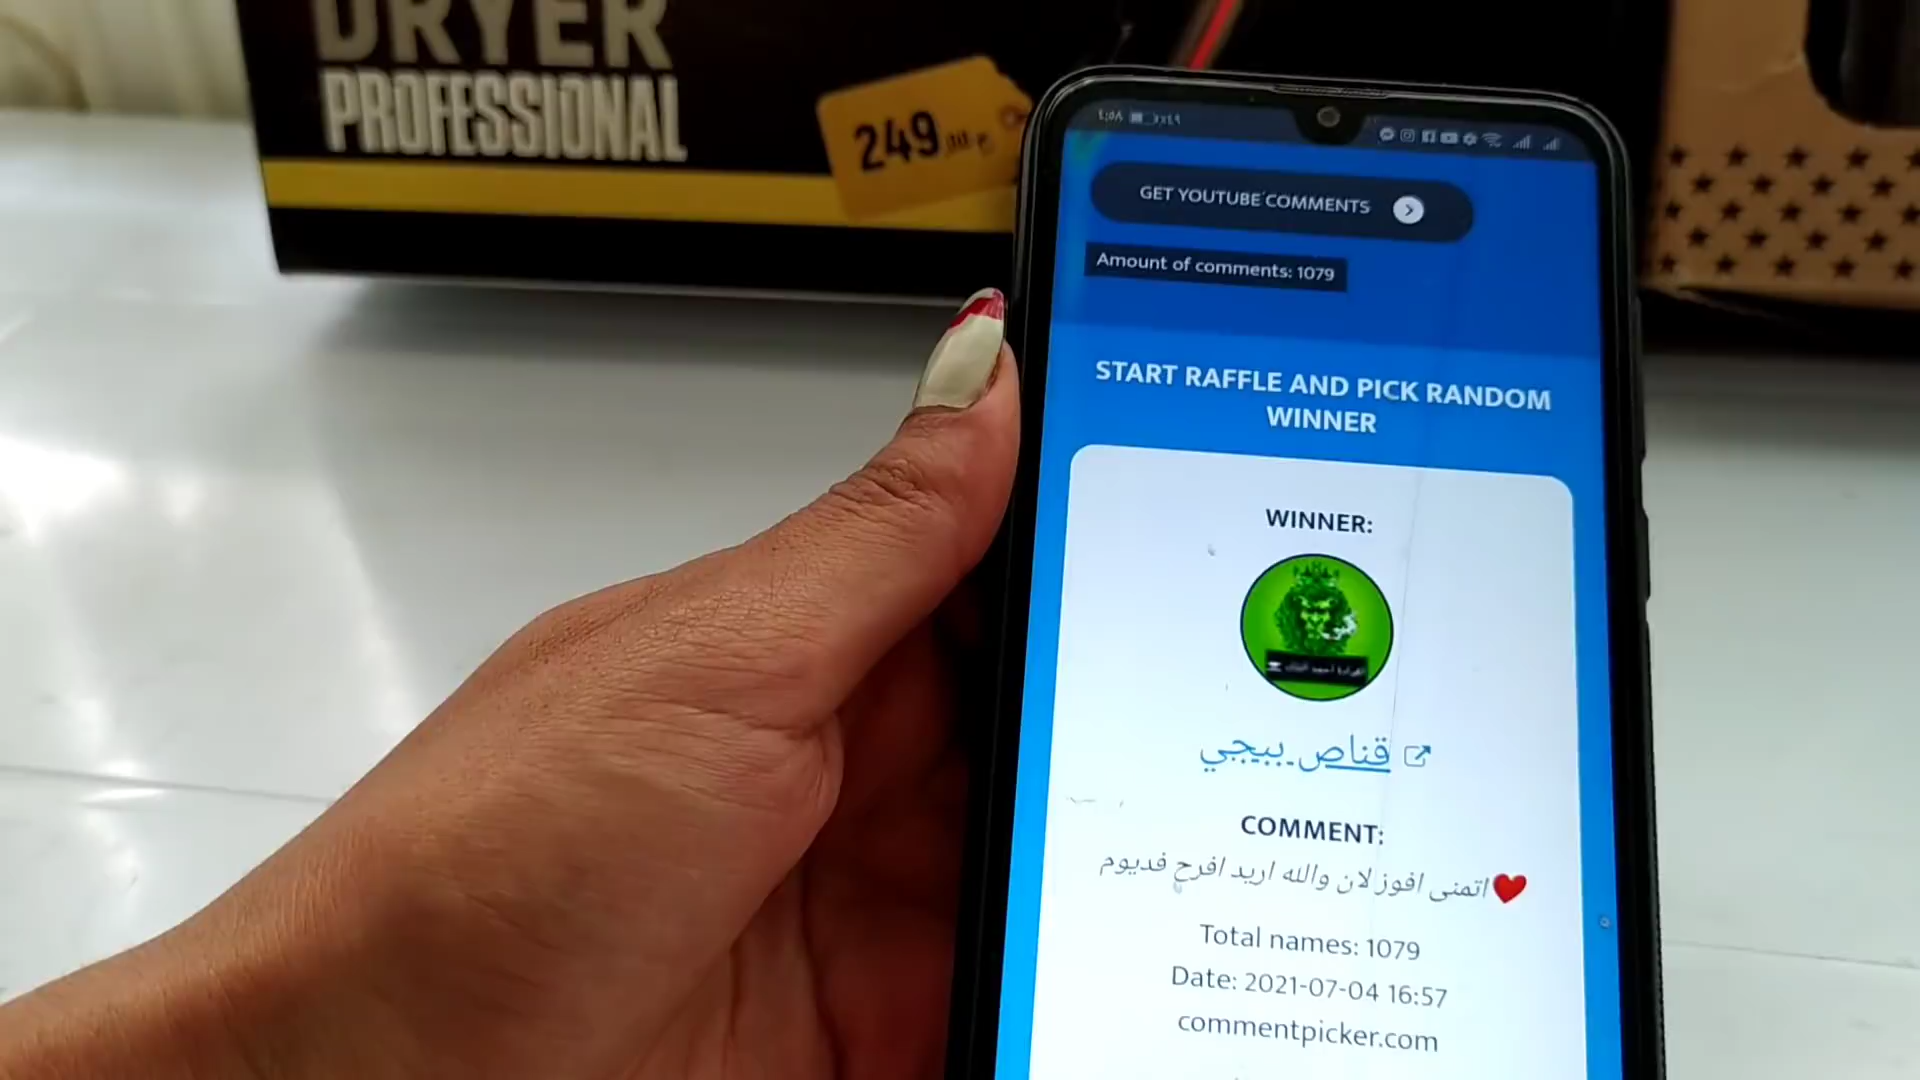 DRYER
PROFESSIONAL
249
٤:٥٨
GET YOUTUBE COMMENTS
Amount of comments: 1079
START RAFFLE AND PICK RANDOM
WINNER
WINNER:
قناص ببجي
COMMENT:
اتمنى افوز لان والله اريد افرح فديوم❤️
Total names: 1079
Date: 2021-07-04 16:57
commentpicker.com